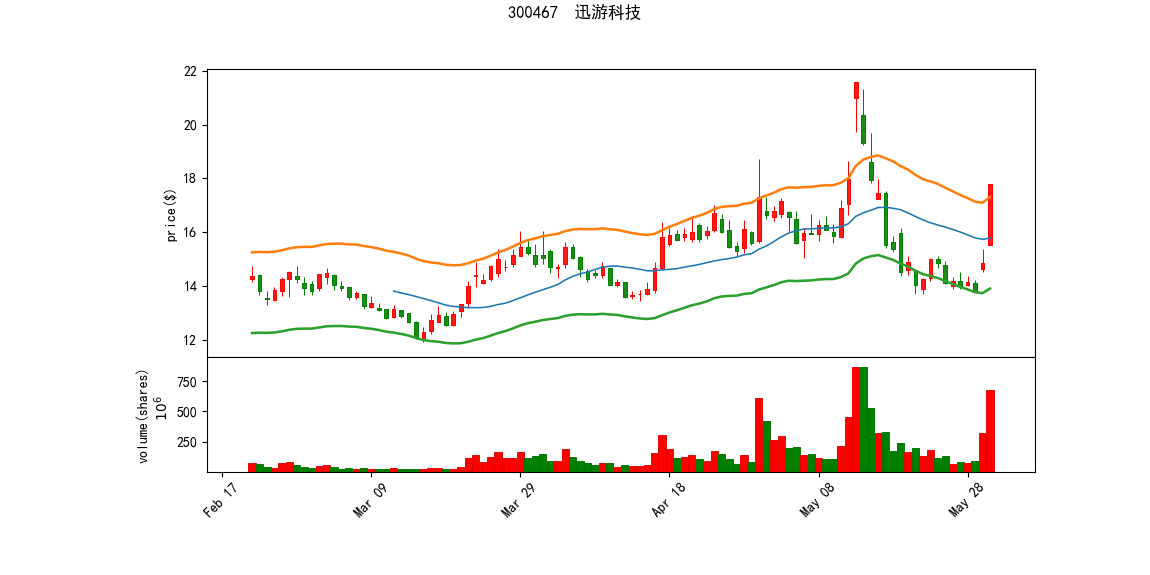 300467 迅游科技
22
20
18
16
14
12
price($)
750
500
250
volume(shares)
10^6
Feb 17
Mar 09
Mar 29
Apr 18
May 08
May 28